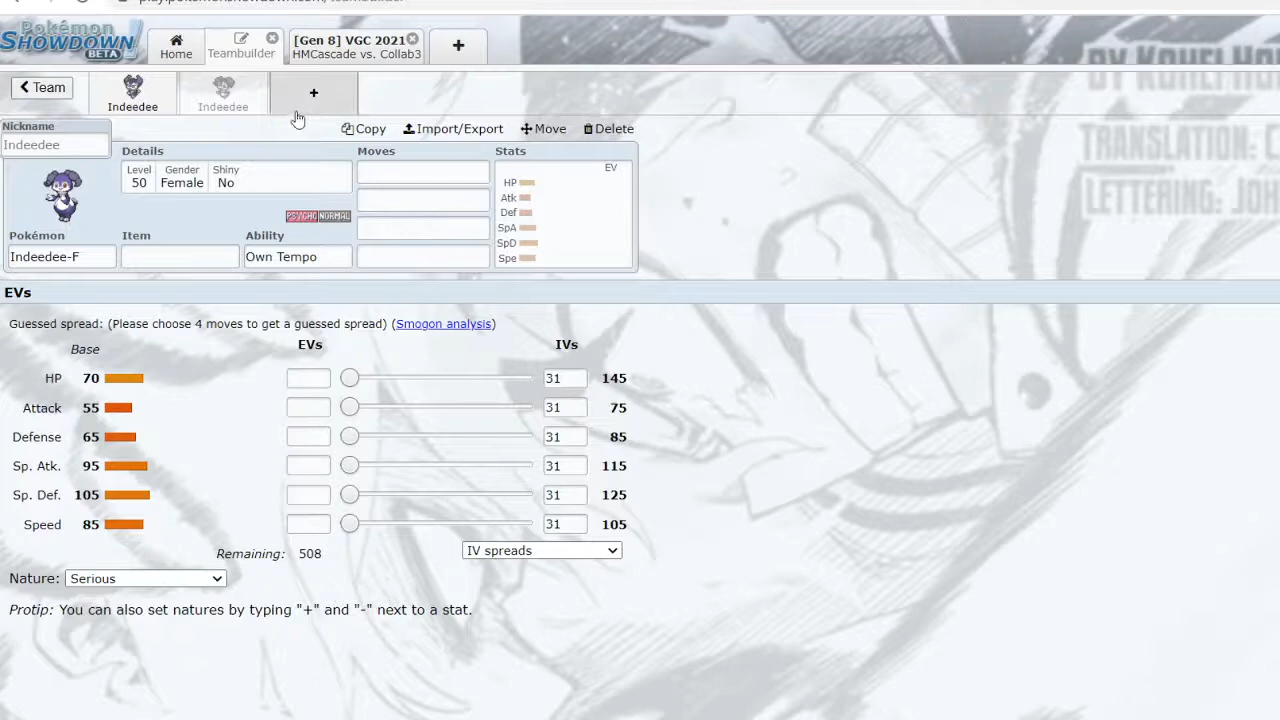 Pokémon
SHOWDOWN
BETA
Home
Teambuilder
[Gen 8] VGC 2021
HMCascade vs. Collab3
+
Team
Indeedee
Indeedee
+
Copy
Import/Export
Move
Delete
Nickname
Indeedee
Details
Moves
Stats
Level
50
Gender
Female
Shiny
No
EV
HP
Atk
Def
SpA
SpD
Spe
PSYCHC NORMAL
Pokémon
Item
Ability
Indeedee-F
Own Tempo
EVs
Guessed spread: (Please choose 4 moves to get a guessed spread) (Smogon analysis)
Base EVs IVs
HP 70 31 145
Attack 55 31 75
Defense 65 31 85
Sp. Atk. 95 31 115
Sp. Def. 105 31 125
Speed 85 31 105
Remaining: 508
IV spreads
Nature: Serious
Protip: You can also set natures by typing "+" and "-" next to a stat.
BY KOHEI HO
TRANSLATION: C
LETTERING: JOH